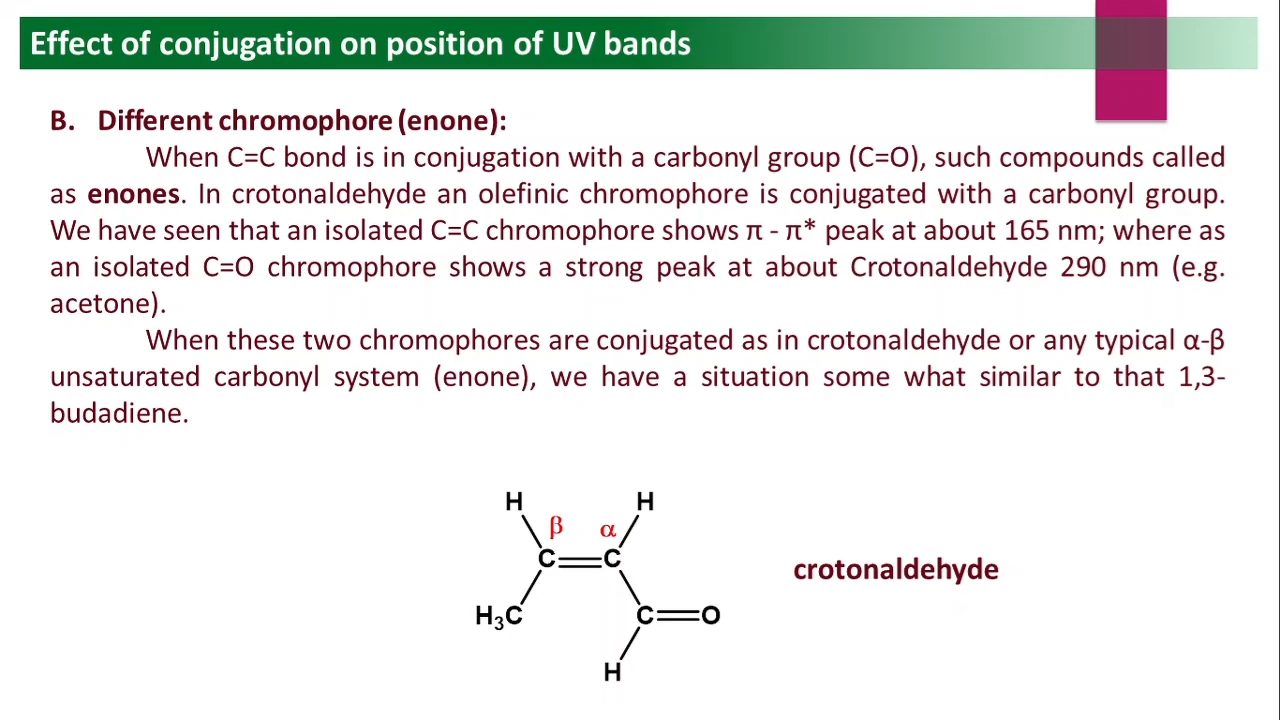 Effect of conjugation on position of UV bands
B. Different chromophore (enone):
When C=C bond is in conjugation with a carbonyl group (C=O), such compounds called
as enones. In crotonaldehyde an olefinic chromophore is conjugated with a carbonyl group.
We have seen that an isolated C=C chromophore shows π - π* peak at about 165 nm; where as
an isolated C=O chromophore shows a strong peak at about Crotonaldehyde 290 nm (e.g.
acetone).
When these two chromophores are conjugated as in crotonaldehyde or any typical α-β
unsaturated carbonyl system (enone), we have a situation some what similar to that 1,3-
budadiene.
H H
β α
C C
crotonaldehyde
H₃C C O
H